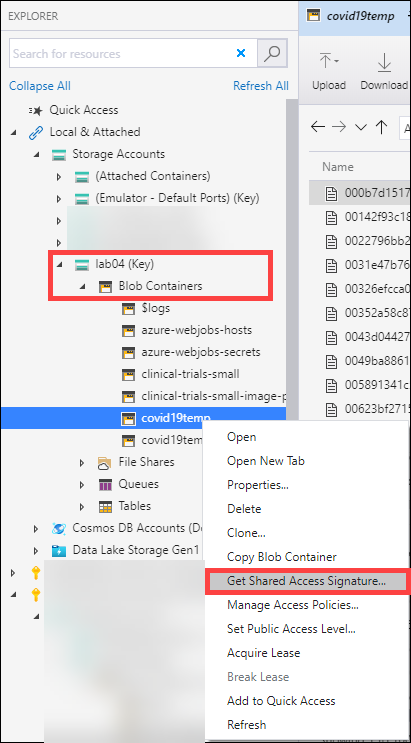 EXPLORER
Search for resources
Collapse All
Refresh All
Quick Access
Local & Attached
Storage Accounts
(Attached Containers)
(Emulator - Default Ports) (Key)
lab04 (Key)
Blob Containers
$logs
azure-webjobs-hosts
azure-webjobs-secrets
clinical-trials-small
clinical-trials-small-image-p
covid19temp
covid19tem
File Shares
Queues
Tables
Cosmos DB Accounts (De
Data Lake Storage Gen1
covid19temp
Upload
Download
Name
000b7d1517
00142f93c18
0022796bb2
0031e47b76
00326efcca0
00352a58c8
0043d04427
0049ba8861
005891341c
00623bf2715
Open
Open New Tab
Properties...
Delete
Clone...
Copy Blob Container
Get Shared Access Signature...
Manage Access Policies...
Set Public Access Level...
Acquire Lease
Break Lease
Add to Quick Access
Refresh